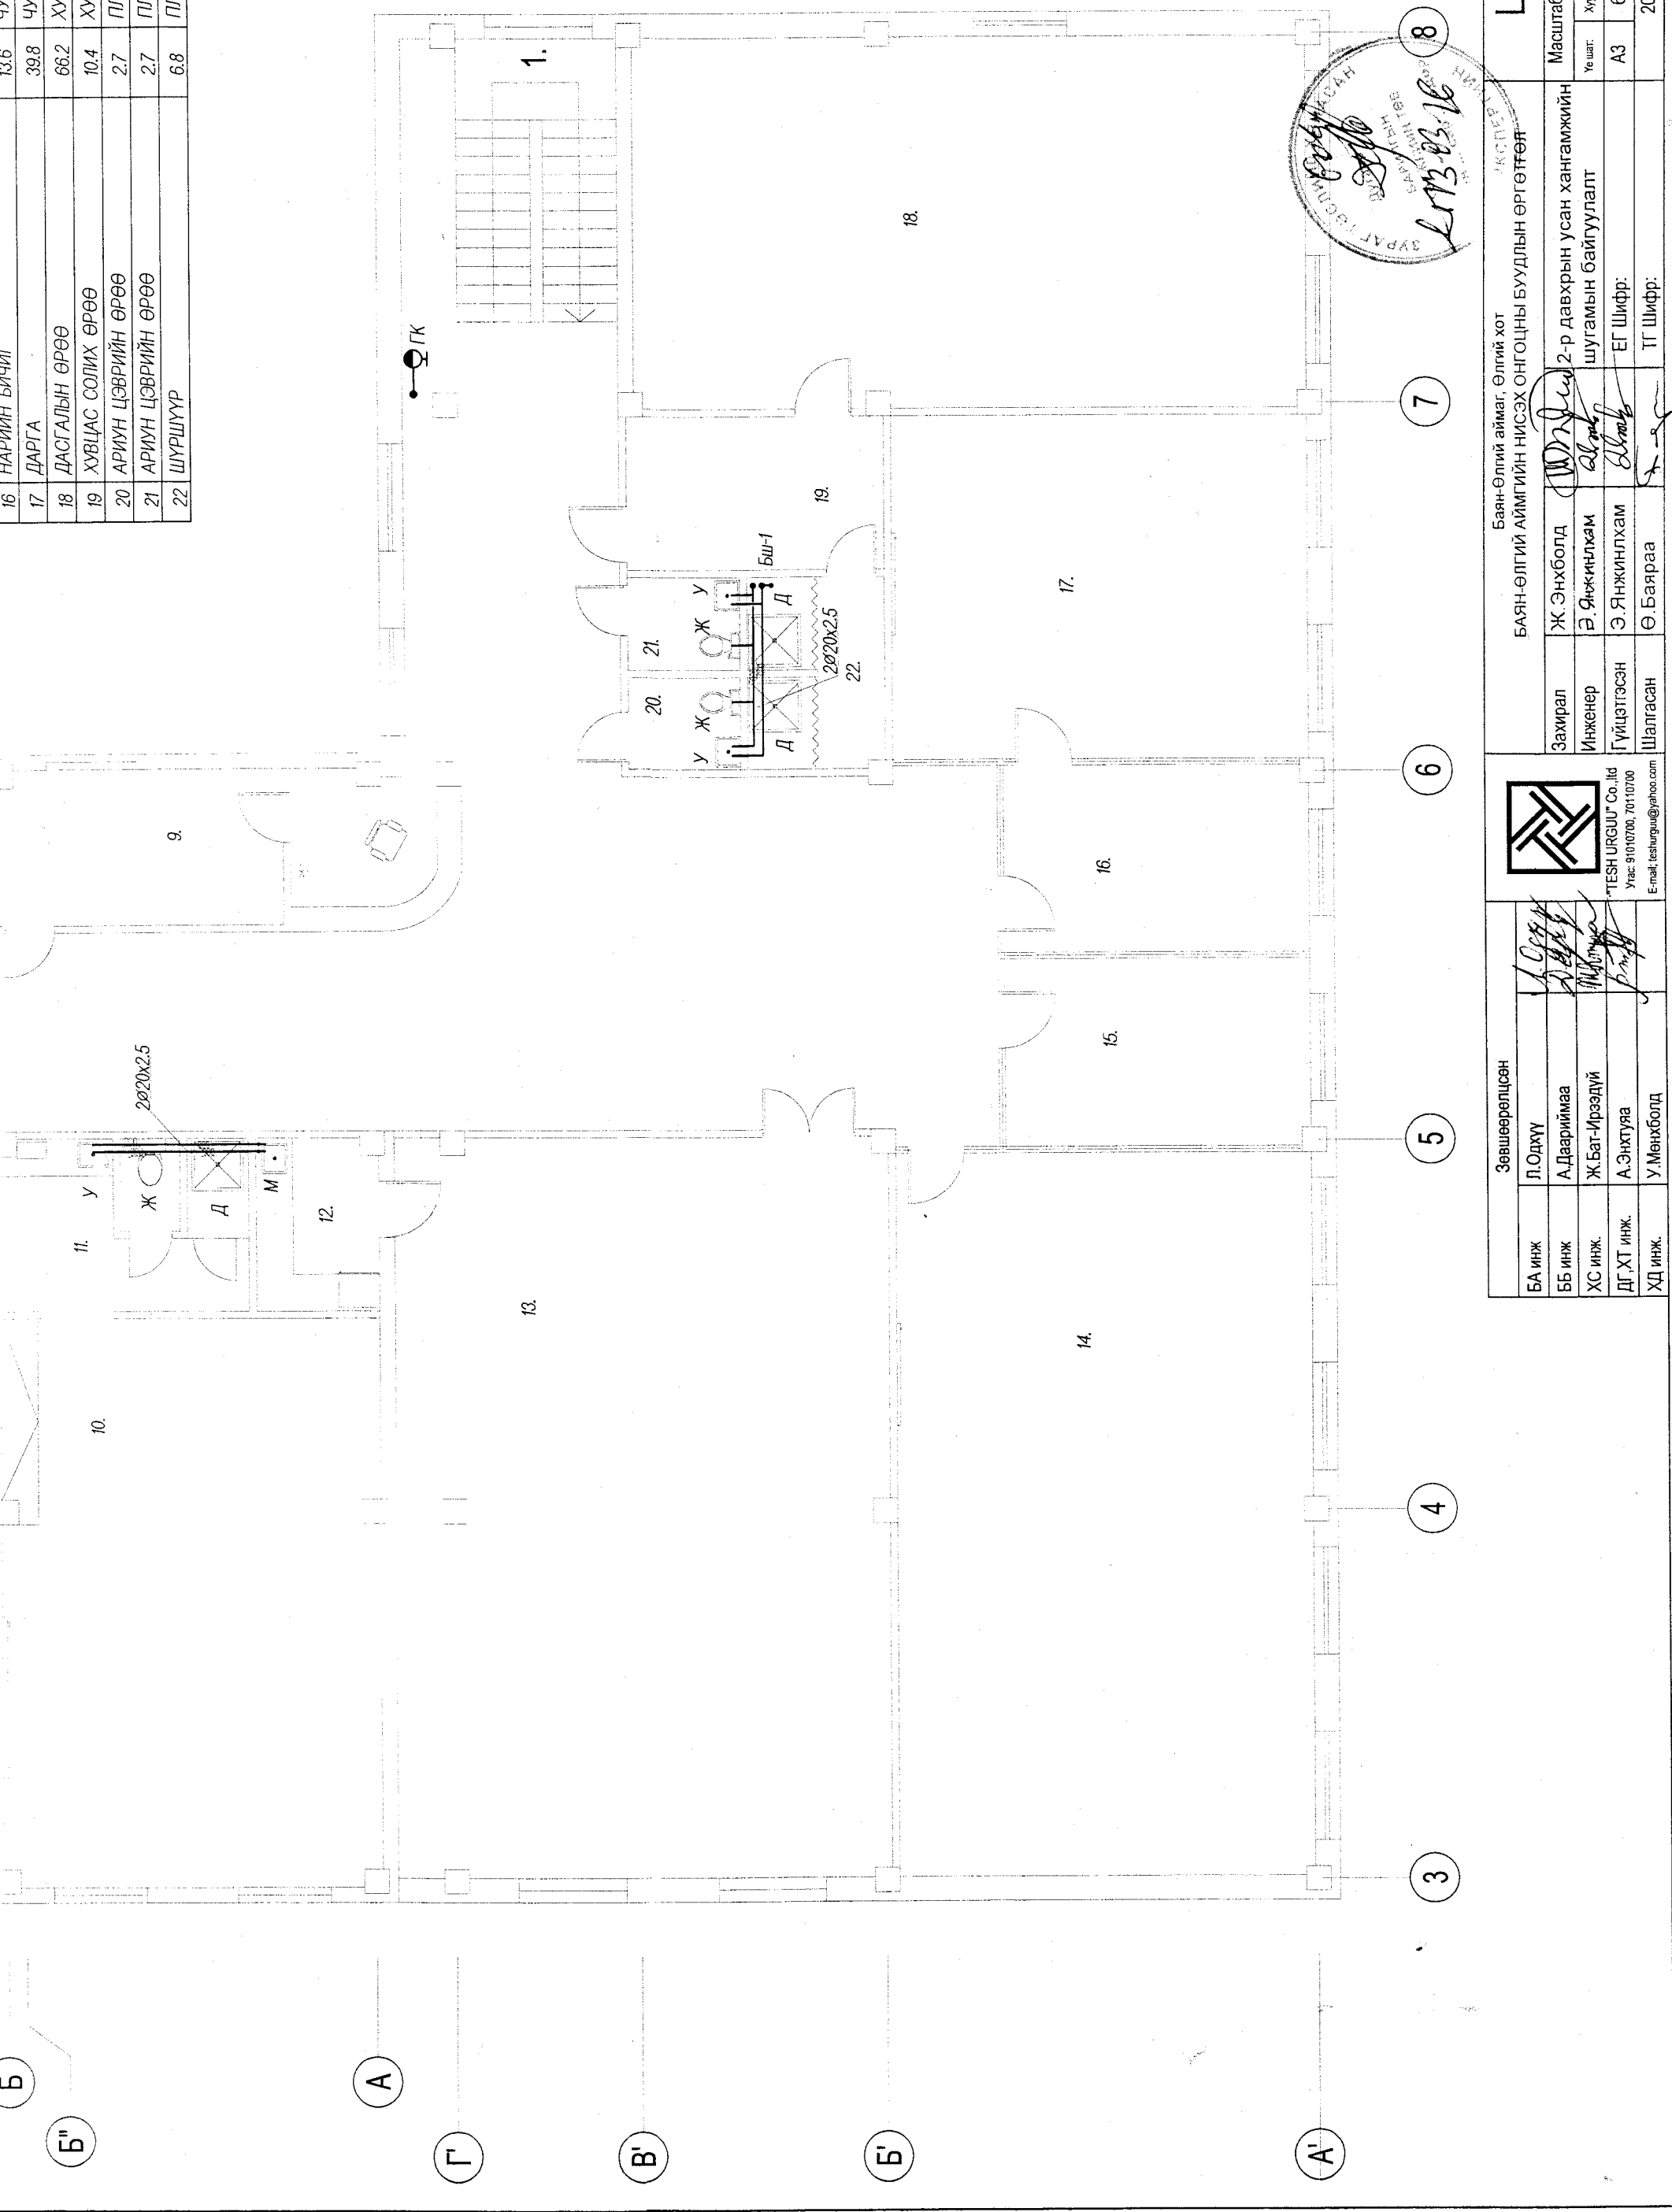 16 НАРИЙН БИЧИГ 13.6
17 ДАРГА 39.8
18 ДАСГАЛЫН ӨРӨӨ 66.2
19 ХУВЦАС СОЛИХ ӨРӨӨ 10.4
20 АРИУН ЦЭВРИЙН ӨРӨӨ 2.7
21 АРИУН ЦЭВРИЙН ӨРӨӨ 2.7
22 ШҮРШҮҮР 6.8
1.
ГК
18.
9.
21.
20.
19.
У Ж Ж У
Д Д
Бш-1
2Ø20x2.5
22.
17.
16.
15.
2Ø20x2.5
11.
У
Ж
Д
М
12.
10.
13.
14.
Б
Б"
А
Г'
В'
Б'
А'
3
4
5
6
7
8
Зөвшөөрөлцсөн
БА инж Л.Одхүү
ББ инж А.Даариймаа
ХС инж. Ж.Бат-Ирээдүй
ДГ,ХТ инж. А.Энхтуяа
ХД инж. У.Мөнхболд
"TESH URGUU" Co.,ltd
Утас: 91010700, 70110700
E-mail; teshurguu@yahoo.com
Баян-Өлгий аймаг, Өлгий хот
БАЯН-ӨЛГИЙ АЙМГИЙН НИСЭХ ОНГОЦНЫ БУУДЛЫН ӨРГӨТГӨЛ
Захирал Ж.Энхболд
Инженер Э.Янжинлхам
Гүйцэтгэсэн Э.Янжинлхам
Шалгасан Ө.Баяраа
2-р давхрын усан хангамжийн
шугамын байгуулалт
ЕГ Шифр:
ТГ Шифр:
Масштаб
Үе шат:
А3